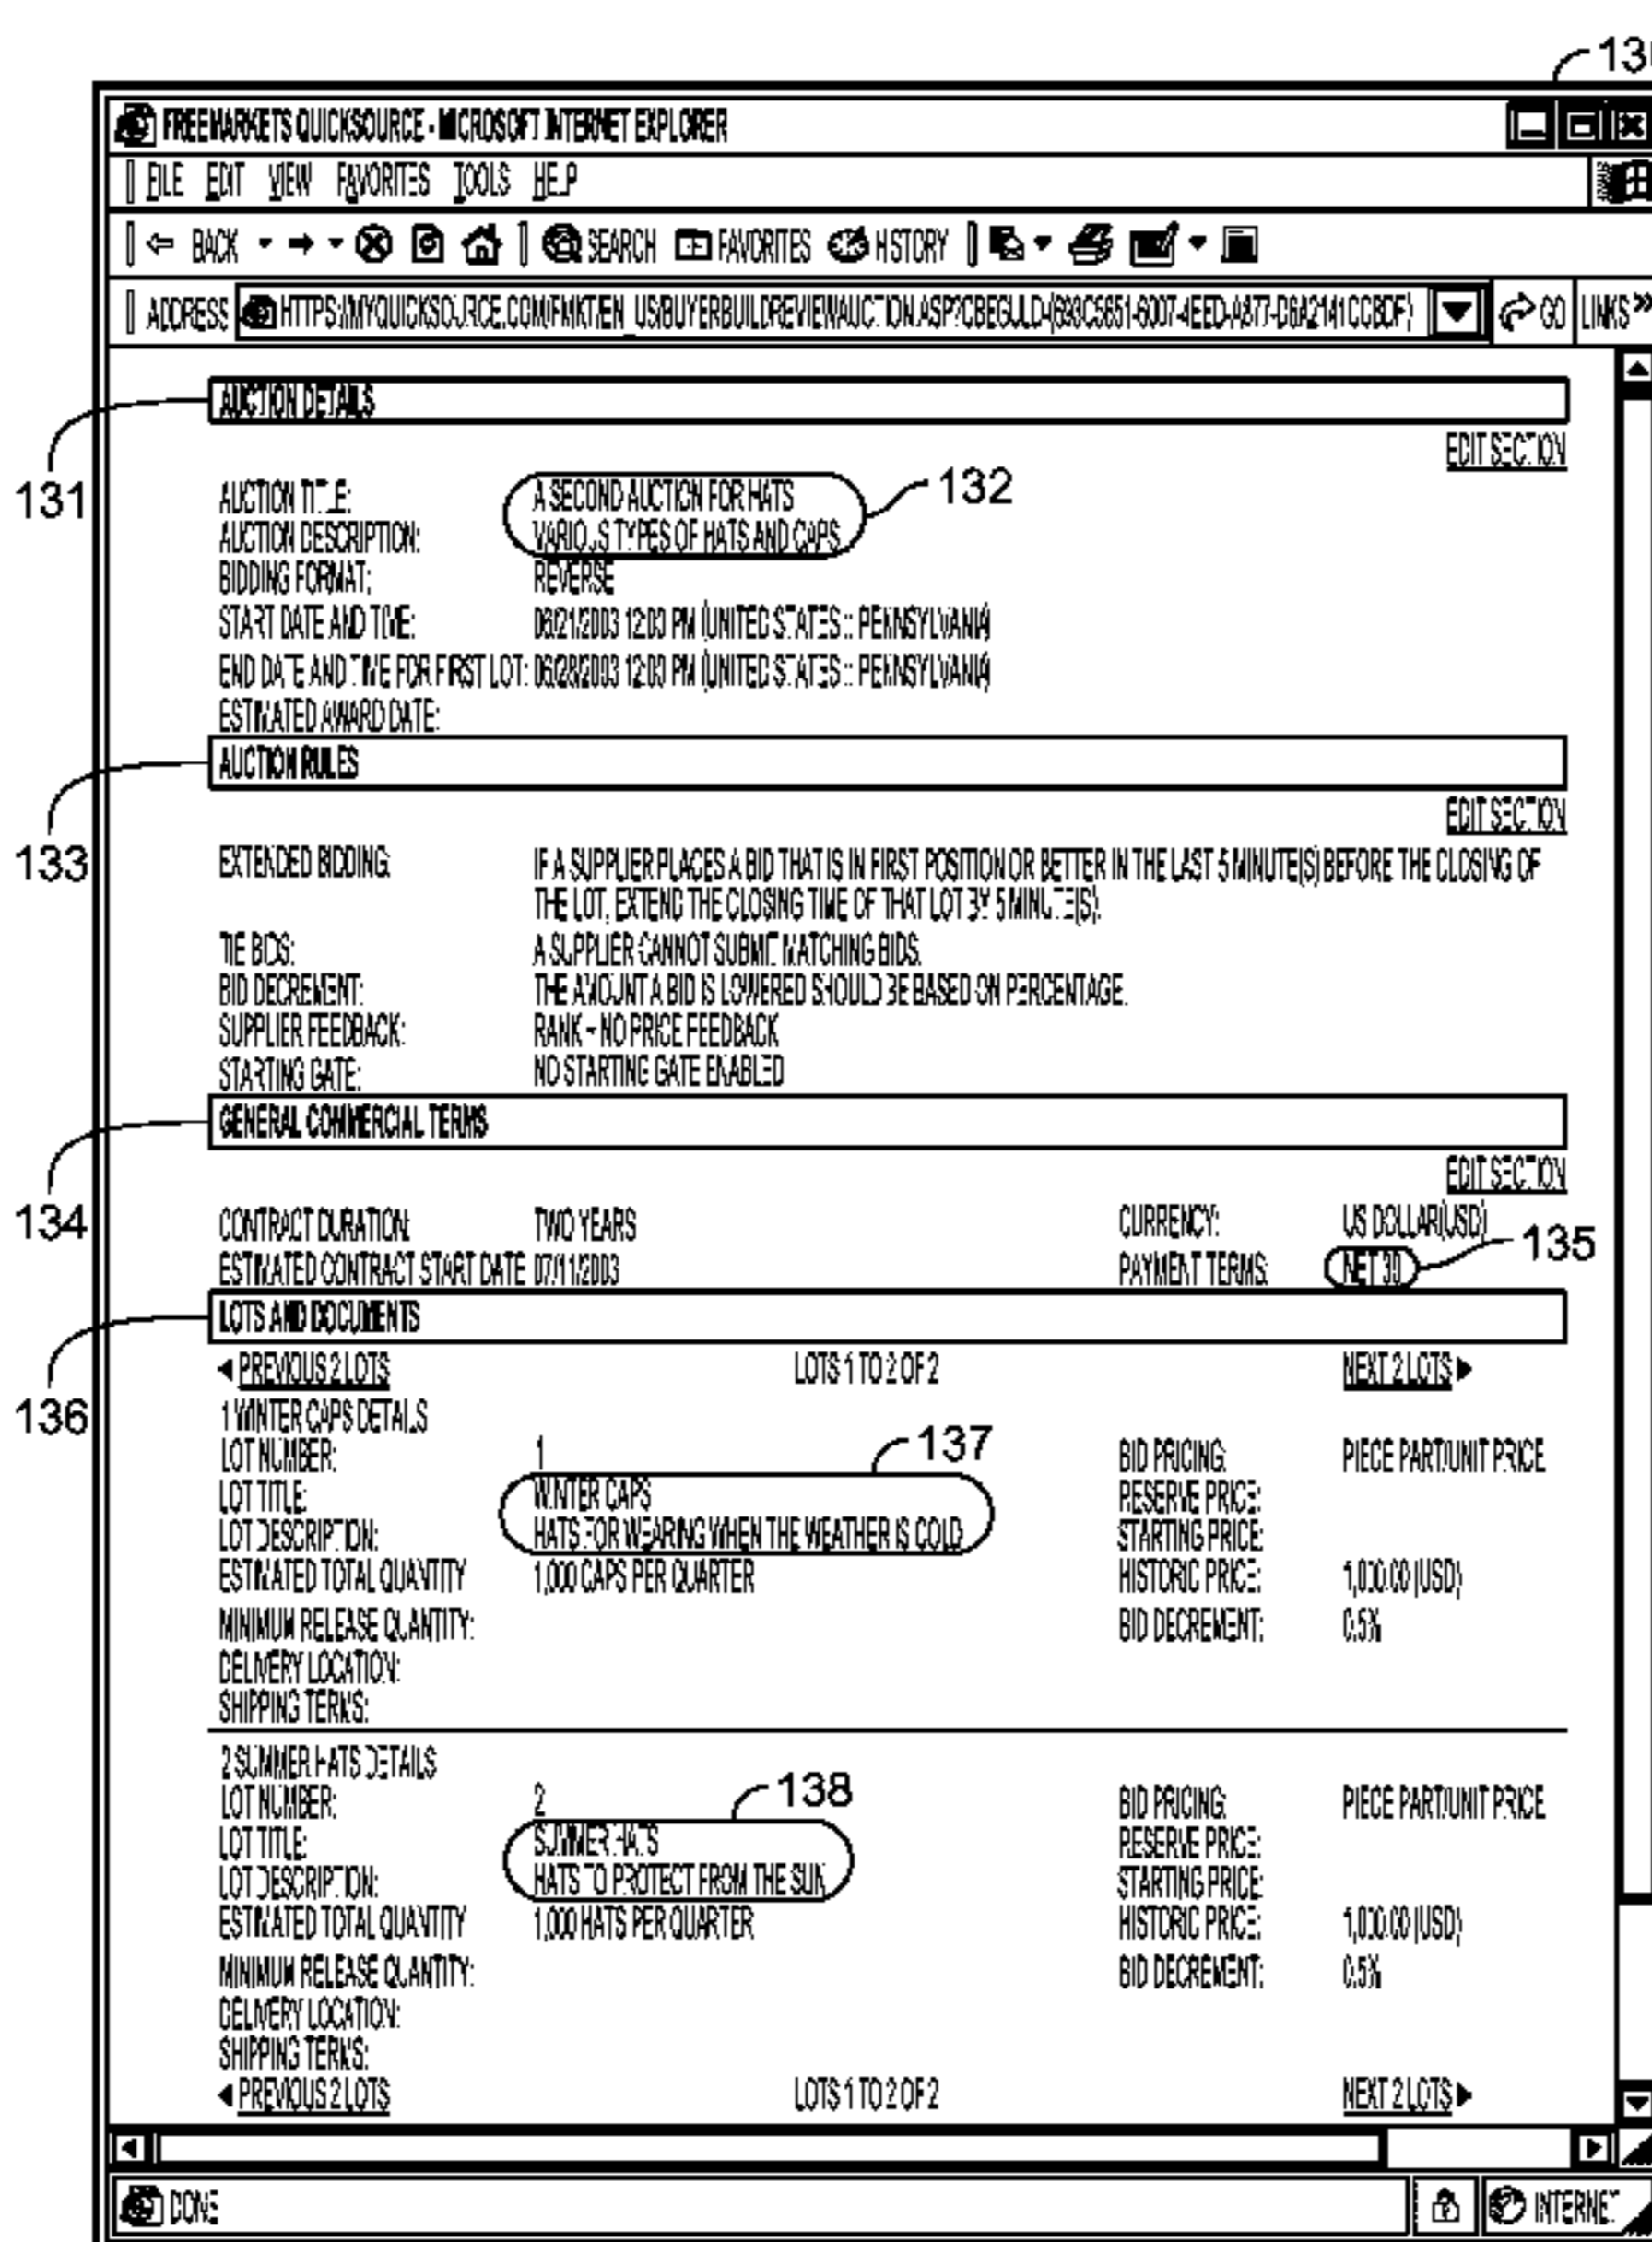 130
FREEMARKETS QUICKSOURCE - MICROSOFT INTERNET EXPLORER
FILE EDIT VIEW FAVORITES TOOLS HELP
BACK SEARCH FAVORITES HISTORY
ADDRESS GO LINKS
131 AUCTION DETAILS
EDIT SECTION
AUCTION TITLE: A SECOND AUCTION FOR HATS 132
AUCTION DESCRIPTION: VARIOUS TYPES OF HATS AND CAPS
BIDDING FORMAT: REVERSE
START DATE AND TIME: 06/21/2003 12:00 PM (UNITED STATES :: PENNSYLVANIA)
END DATE AND TIME FOR FIRST LOT: 06/28/2003 12:00 PM (UNITED STATES :: PENNSYLVANIA)
ESTIMATED AWARD DATE:
133 AUCTION RULES
EDIT SECTION
EXTENDED BIDDING: IF A SUPPLIER PLACES A BID THAT IS IN FIRST POSITION OR BETTER IN THE LAST 5 MINUTE(S) BEFORE THE CLOSING OF
THE LOT, EXTEND THE CLOSING TIME OF THAT LOT BY 5 MINUTE(S).
TIE BIDS: A SUPPLIER CANNOT SUBMIT MATCHING BIDS.
BID DECREMENT: THE AMOUNT A BID IS LOWERED SHOULD BE BASED ON PERCENTAGE.
SUPPLIER FEEDBACK: RANK - NO PRICE FEEDBACK
STARTING GATE: NO STARTING GATE ENABLED
134 GENERAL COMMERCIAL TERMS
EDIT SECTION
CONTRACT DURATION: TWO YEARS CURRENCY: US DOLLAR(USD)
ESTIMATED CONTRACT START DATE 07/11/2003 PAYMENT TERMS: NET 30 135
136 LOTS AND DOCUMENTS
PREVIOUS 2 LOTS LOTS 1 TO 2 OF 2 NEXT 2 LOTS
1 WINTER CAPS DETAILS
LOT NUMBER: 1 137 BID PRICING: PIECE PART/UNIT PRICE
LOT TITLE: WINTER CAPS RESERVE PRICE:
LOT DESCRIPTION: HATS FOR WEARING WHEN THE WEATHER IS COLD STARTING PRICE:
ESTIMATED TOTAL QUANTITY 1,000 CAPS PER QUARTER HISTORIC PRICE: 1,000.00 (USD)
MINIMUM RELEASE QUANTITY: BID DECREMENT: 0.5%
DELIVERY LOCATION:
SHIPPING TERMS:
2 SUMMER HATS DETAILS
LOT NUMBER: 2 138 BID PRICING: PIECE PART/UNIT PRICE
LOT TITLE: SUMMER HATS RESERVE PRICE:
LOT DESCRIPTION: HATS TO PROTECT FROM THE SUN STARTING PRICE:
ESTIMATED TOTAL QUANTITY 1,000 HATS PER QUARTER HISTORIC PRICE: 1,000.00 (USD)
MINIMUM RELEASE QUANTITY: BID DECREMENT: 0.5%
DELIVERY LOCATION:
SHIPPING TERMS:
PREVIOUS 2 LOTS LOTS 1 TO 2 OF 2 NEXT 2 LOTS
DONE INTERNET